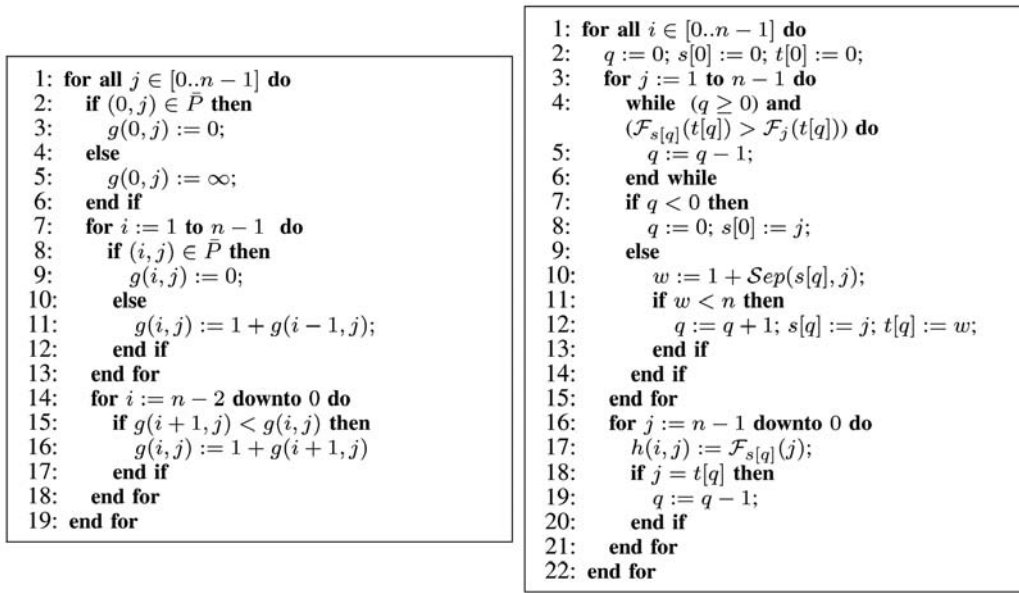 1: for all j ∈ [0..n − 1] do
2: if (0, j) ∈ P̄ then
3: g(0, j) := 0;
4: else
5: g(0, j) := ∞;
6: end if
7: for i := 1 to n − 1 do
8: if (i, j) ∈ P̄ then
9: g(i, j) := 0;
10: else
11: g(i, j) := 1 + g(i − 1, j);
12: end if
13: end for
14: for i := n − 2 downto 0 do
15: if g(i + 1, j) < g(i, j) then
16: g(i, j) := 1 + g(i + 1, j)
17: end if
18: end for
19: end for
1: for all i ∈ [0..n − 1] do
2: q := 0; s[0] := 0; t[0] := 0;
3: for j := 1 to n − 1 do
4: while (q ≥ 0) and
(ℱ_{s[q]}(t[q]) > ℱ_j(t[q])) do
5: q := q − 1;
6: end while
7: if q < 0 then
8: q := 0; s[0] := j;
9: else
10: w := 1 + Sep(s[q], j);
11: if w < n then
12: q := q + 1; s[q] := j; t[q] := w;
13: end if
14: end if
15: end for
16: for j := n − 1 downto 0 do
17: h(i, j) := ℱ_{s[q]}(j);
18: if j = t[q] then
19: q := q − 1;
20: end if
21: end for
22: end for